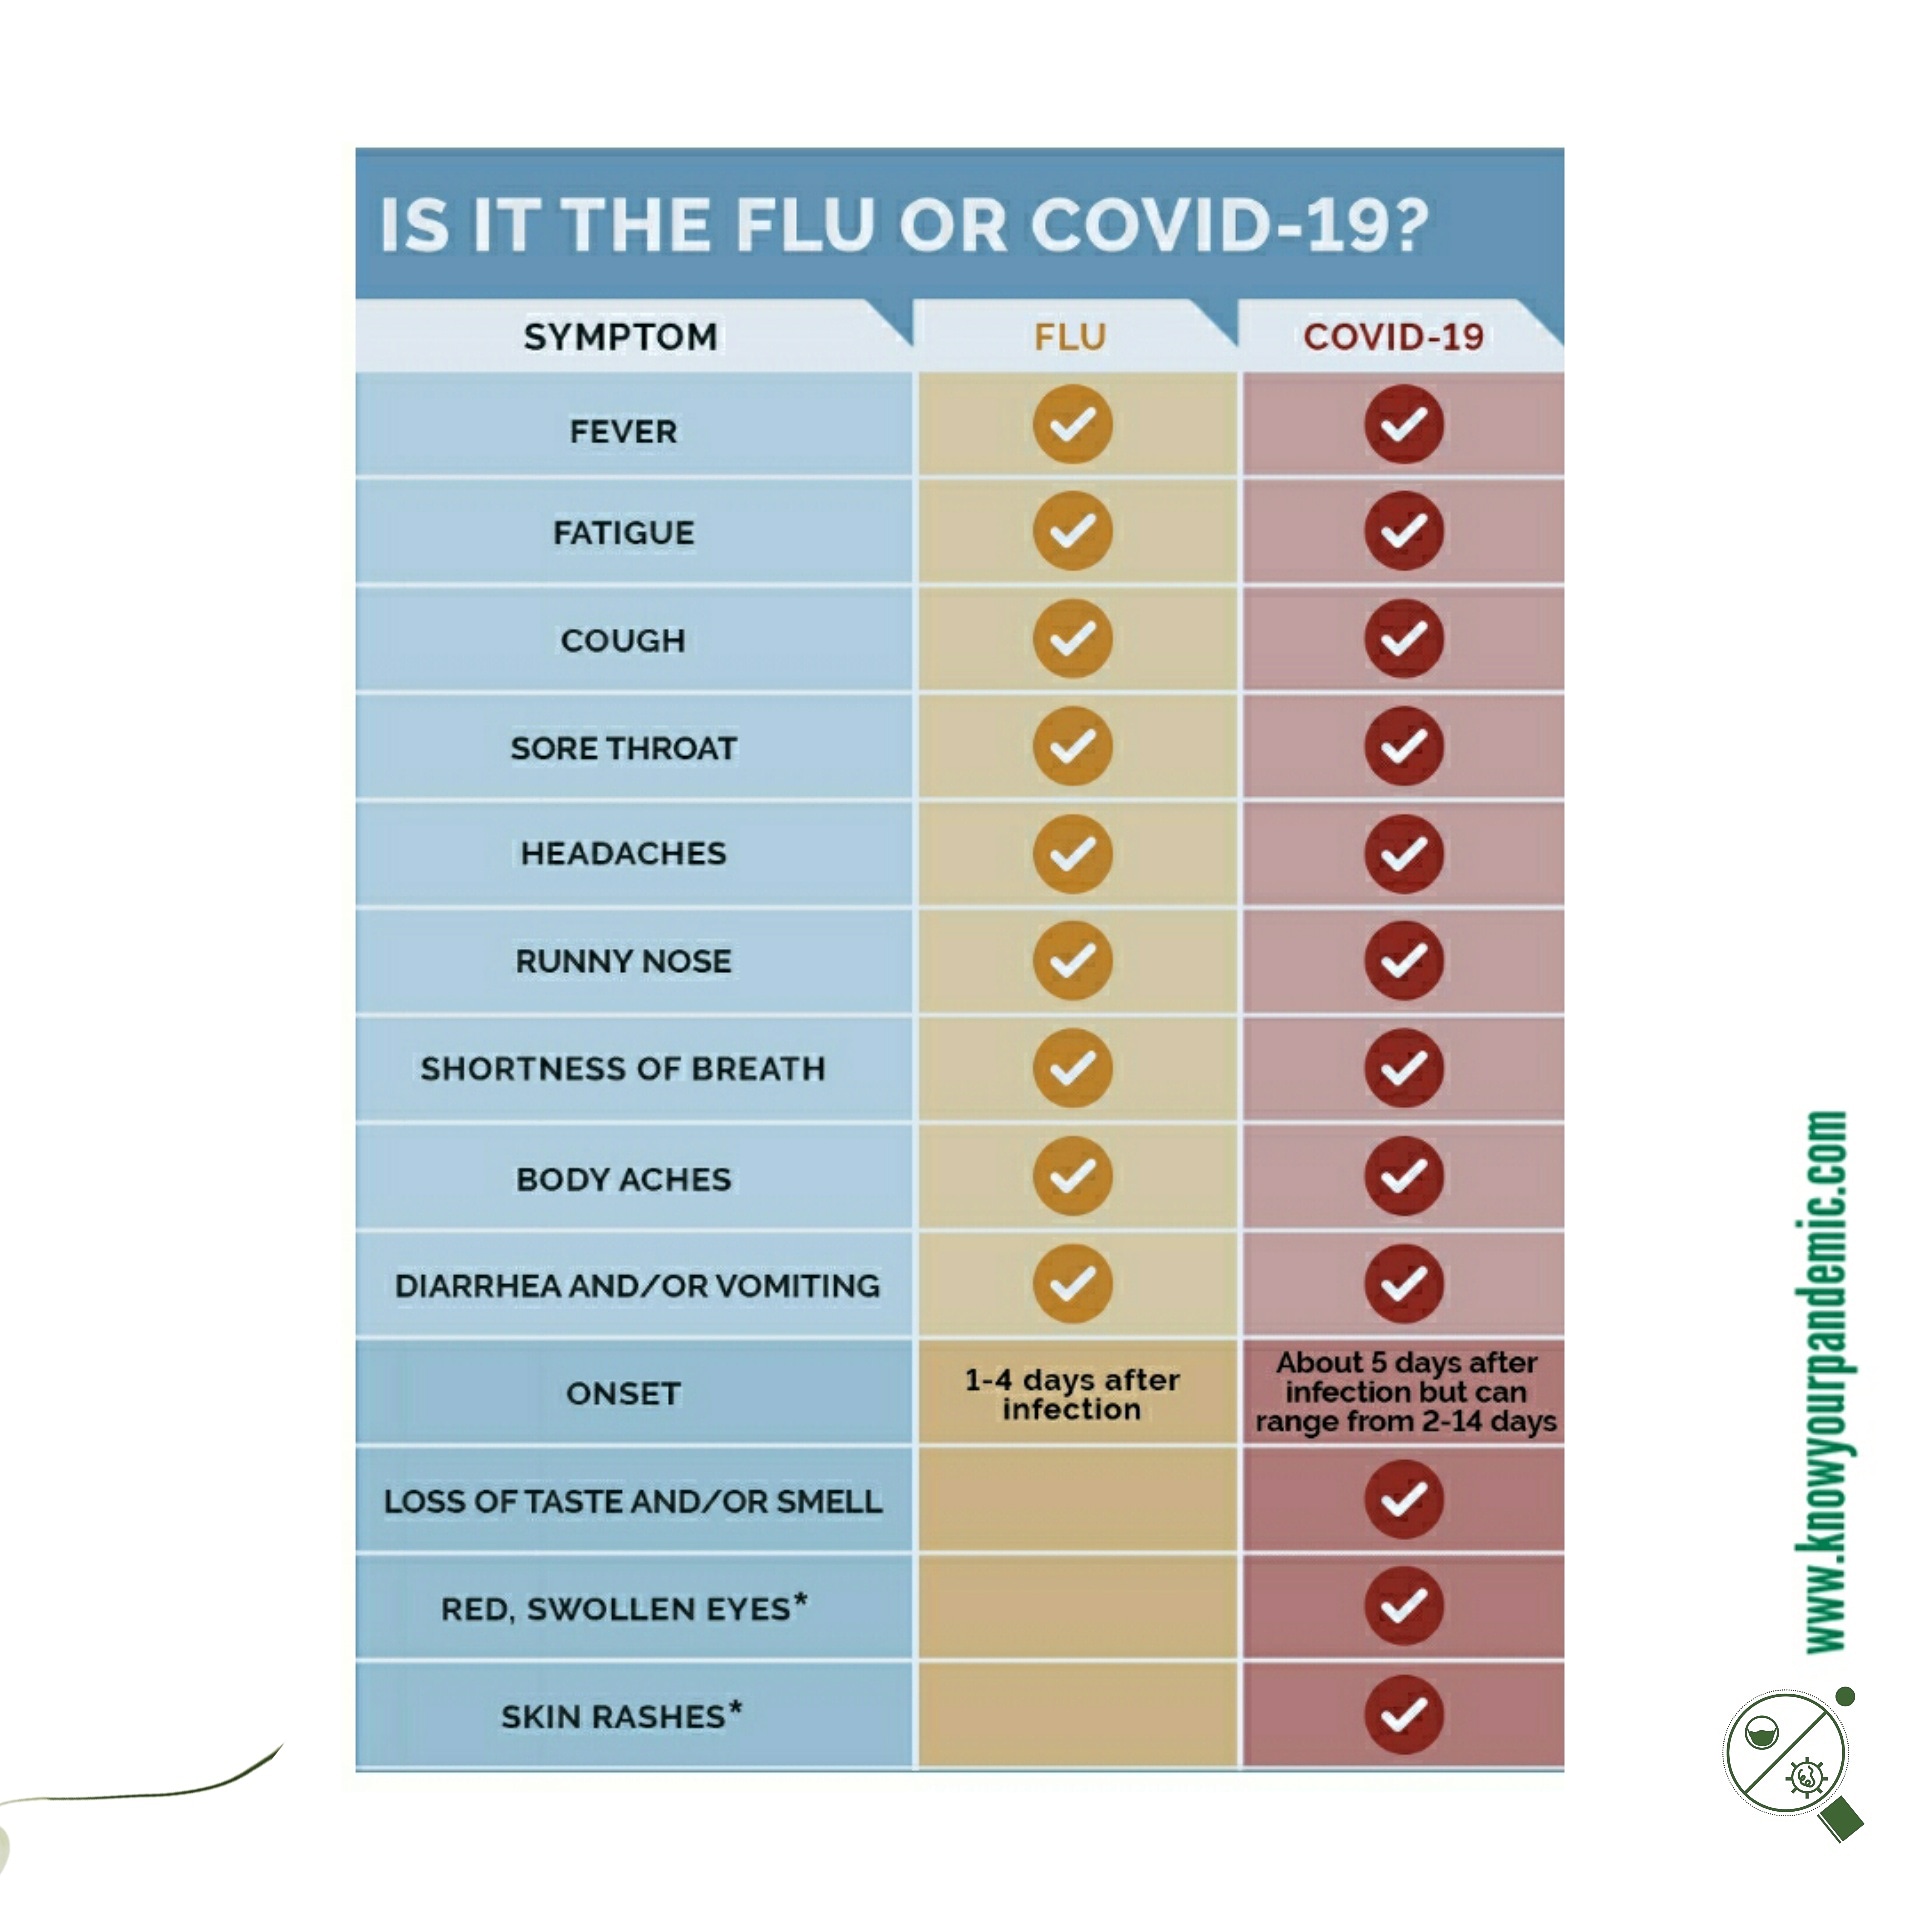 IS IT THE FLU OR COVID-19?
SYMPTOM FLU COVID-19
FEVER
FATIGUE
COUGH
SORE THROAT
HEADACHES
RUNNY NOSE
SHORTNESS OF BREATH
BODY ACHES
DIARRHEA AND/OR VOMITING
ONSET
1-4 days after
infection
About 5 days after
infection but can
range from 2-14 days
LOSS OF TASTE AND/OR SMELL
RED, SWOLLEN EYES*
SKIN RASHES*
www.knowyourpandemic.com